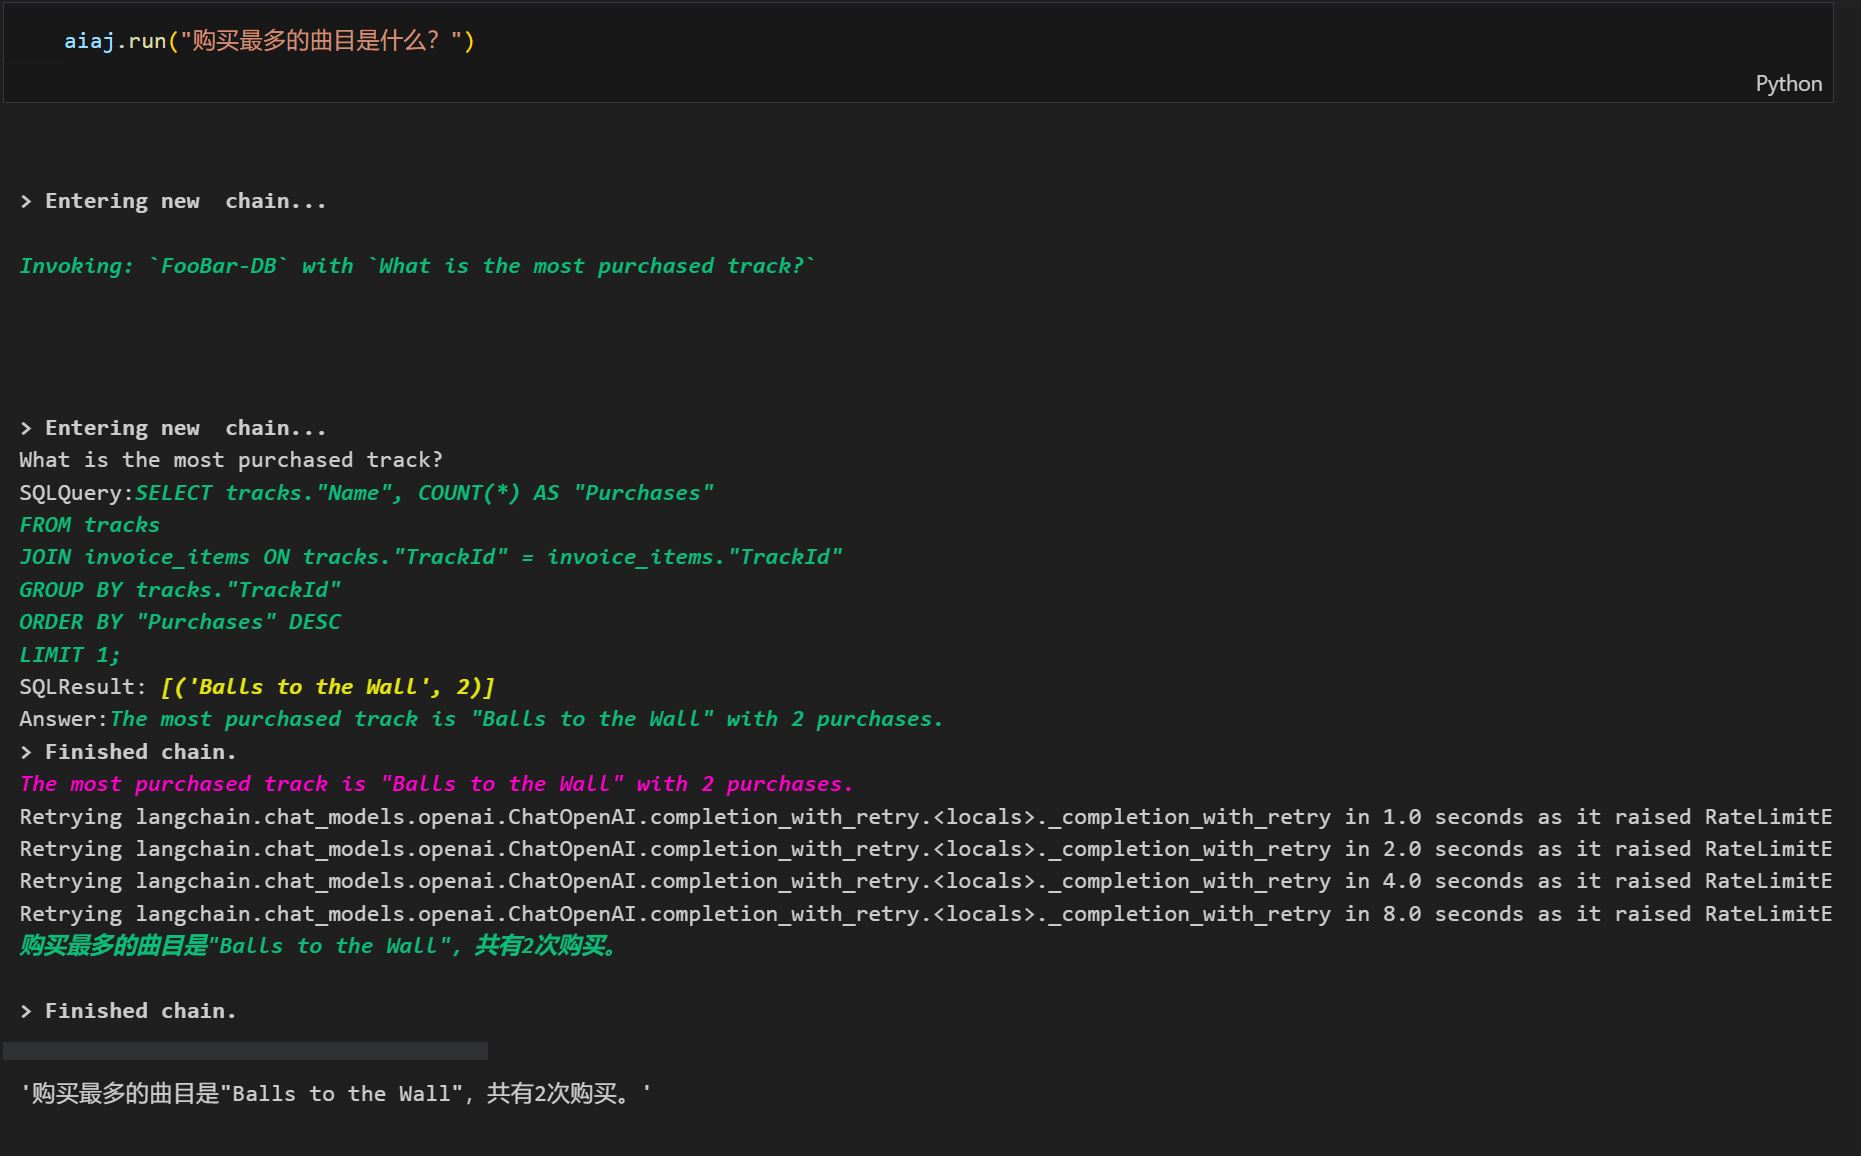 aiaj.run("购买最多的曲目是什么？")
Python
> Entering new  chain...
Invoking: `FooBar-DB` with `What is the most purchased track?`
> Entering new  chain...
What is the most purchased track?
SQLQuery:SELECT tracks."Name", COUNT(*) AS "Purchases"
FROM tracks
JOIN invoice_items ON tracks."TrackId" = invoice_items."TrackId"
GROUP BY tracks."TrackId"
ORDER BY "Purchases" DESC
LIMIT 1;
SQLResult: [('Balls to the Wall', 2)]
Answer:The most purchased track is "Balls to the Wall" with 2 purchases.
> Finished chain.
The most purchased track is "Balls to the Wall" with 2 purchases.
Retrying langchain.chat_models.openai.ChatOpenAI.completion_with_retry.<locals>._completion_with_retry in 1.0 seconds as it raised RateLimitE
Retrying langchain.chat_models.openai.ChatOpenAI.completion_with_retry.<locals>._completion_with_retry in 2.0 seconds as it raised RateLimitE
Retrying langchain.chat_models.openai.ChatOpenAI.completion_with_retry.<locals>._completion_with_retry in 4.0 seconds as it raised RateLimitE
Retrying langchain.chat_models.openai.ChatOpenAI.completion_with_retry.<locals>._completion_with_retry in 8.0 seconds as it raised RateLimitE
购买最多的曲目是"Balls to the Wall"，共有2次购买。
> Finished chain.
'购买最多的曲目是"Balls to the Wall"，共有2次购买。'